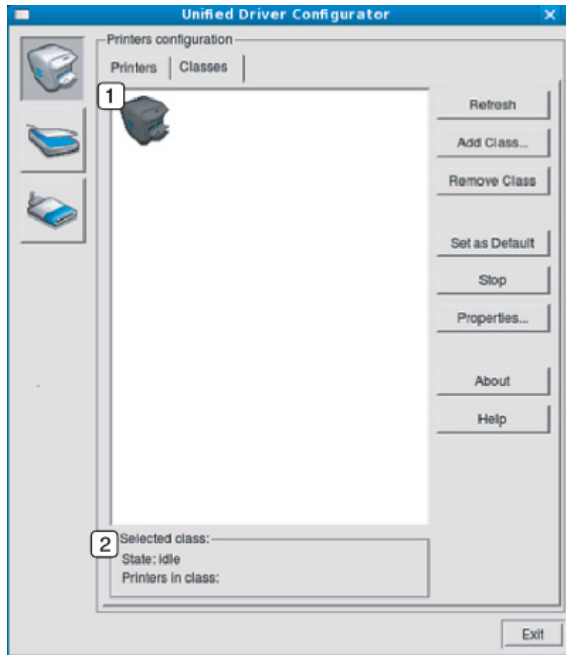 Unified Driver Configurator
Printers configuration
Printers
Classes
1
Refresh
Add Class...
Remove Class
Set as Default
Stop
Properties...
About
Help
2
Selected class:
State: idle
Printers in class:
Exit